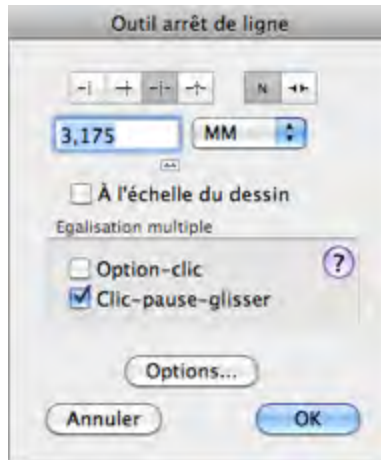 Outil arrêt de ligne
N
3,175 MM
À l'échelle du dessin
Egalisation multiple
Option-clic
?
Clic-pause-glisser
Options...
Annuler OK